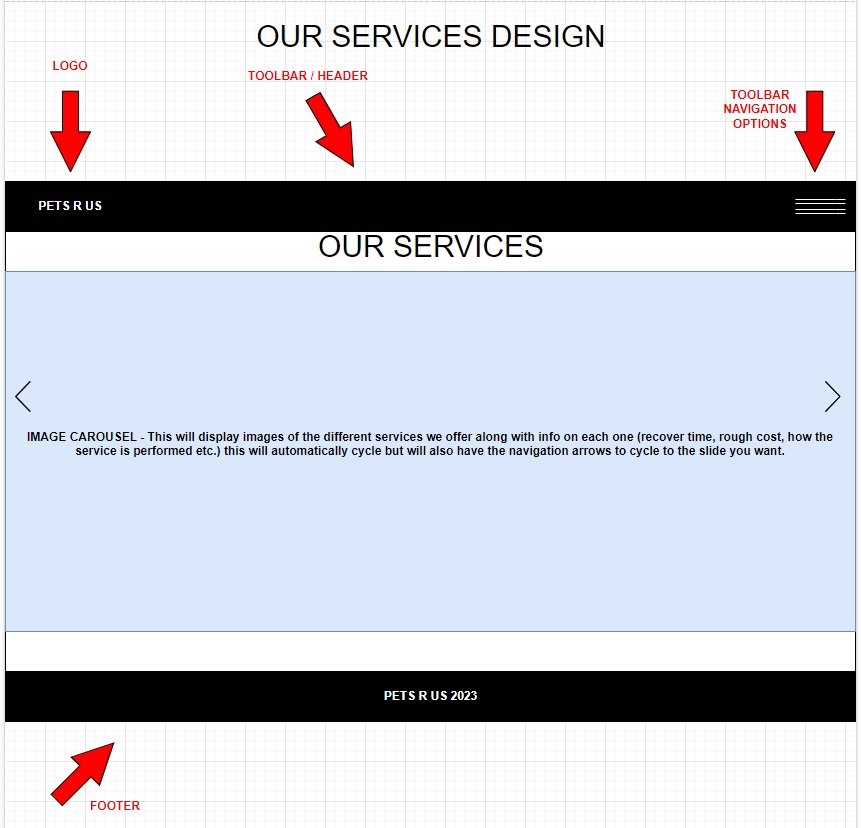 OUR SERVICES DESIGN
LOGO
TOOLBAR / HEADER
TOOLBAR
NAVIGATION
OPTIONS
PETS R US
OUR SERVICES
IMAGE CAROUSEL - This will display images of the different services we offer along with info on each one (recover time, rough cost, how the
service is performed etc.) this will automatically cycle but will also have the navigation arrows to cycle to the slide you want.
PETS R US 2023
FOOTER